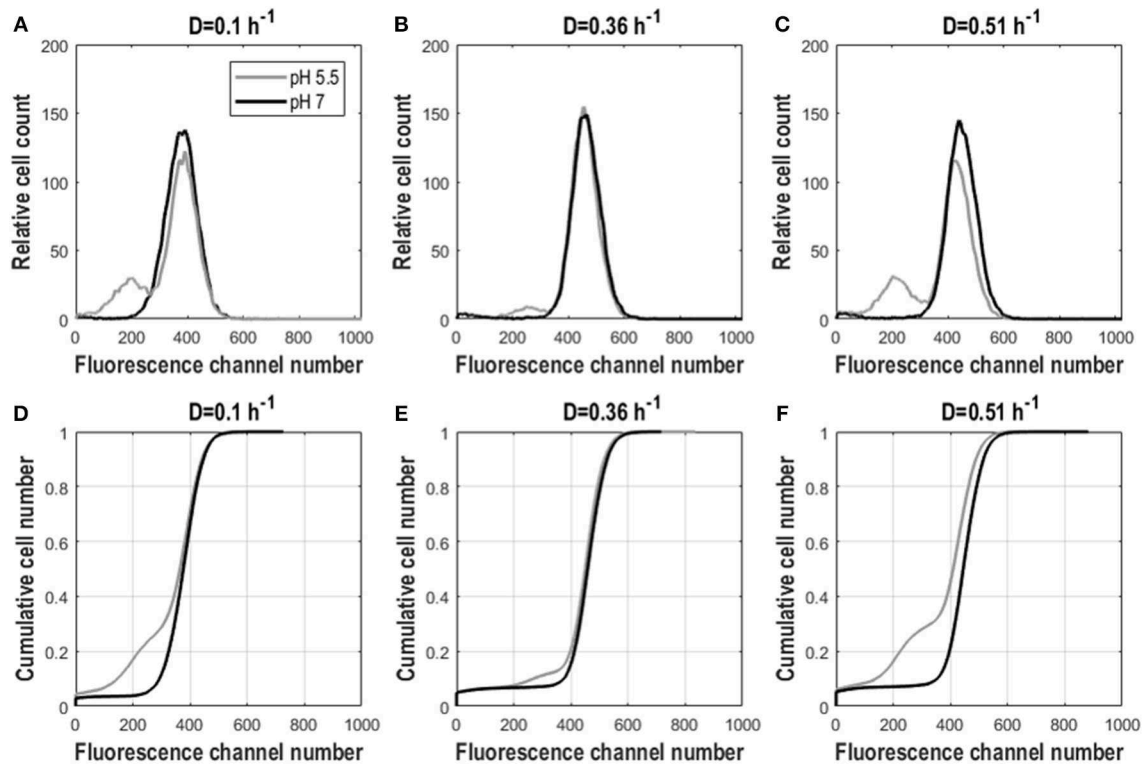 A D=0.1 h-1 B D=0.36 h-1 C D=0.51 h-1
200 200 200
pH 5.5
pH 7
150 150 150
Relative cell count Relative cell count Relative cell count
100 100 100
50 50 50
0 0 0
0 200 400 600 800 1000 0 200 400 600 800 1000 0 200 400 600 800 1000
Fluorescence channel number Fluorescence channel number Fluorescence channel number
D D=0.1 h-1 E D=0.36 h-1 F D=0.51 h-1
1 1 1
0.8 0.8 0.8
0.6 0.6 0.6
Cumulative cell number Cumulative cell number Cumulative cell number
0.4 0.4 0.4
0.2 0.2 0.2
0 0 0
0 200 400 600 800 1000 0 200 400 600 800 1000 0 200 400 600 800 1000
Fluorescence channel number Fluorescence channel number Fluorescence channel number